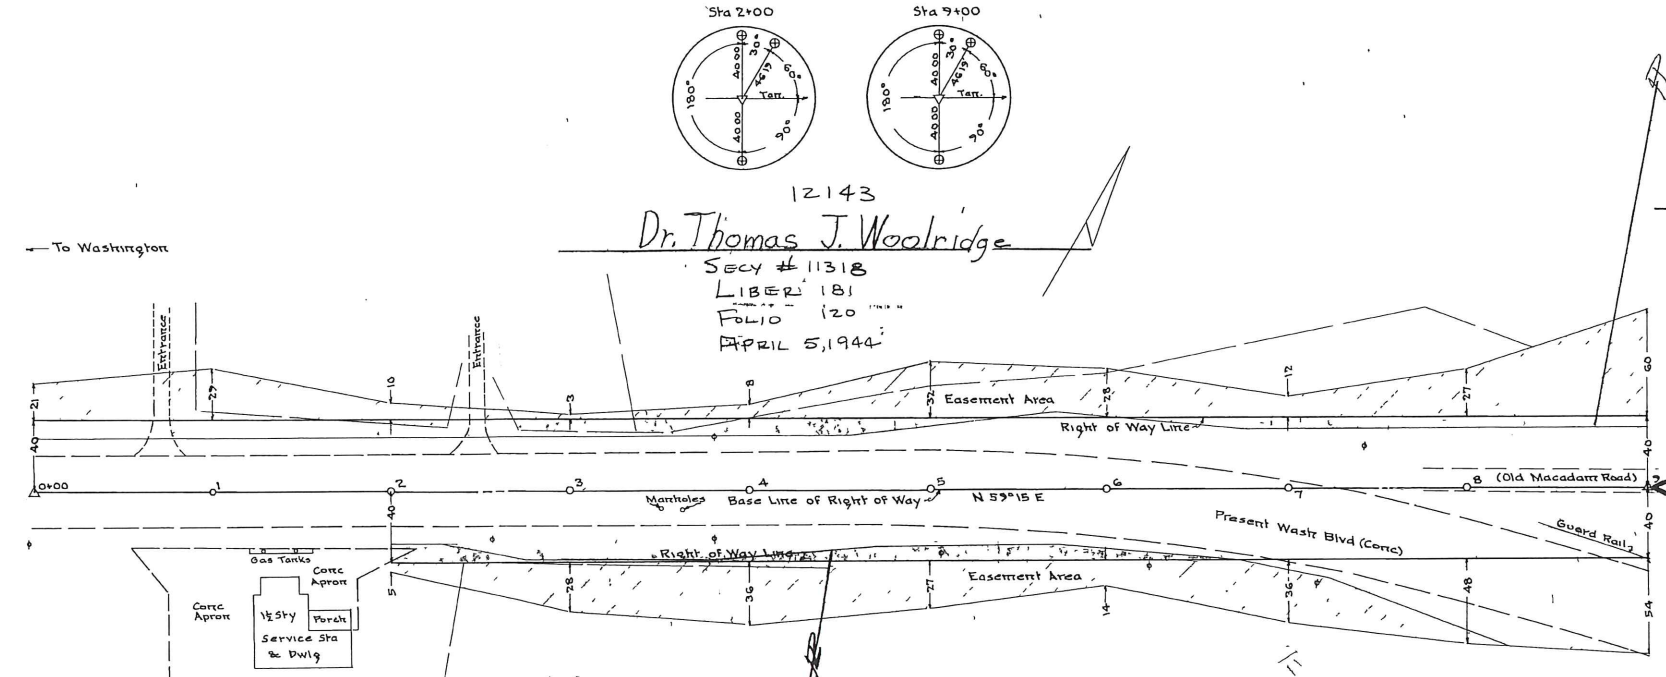 Sta 2+00
Sta 9+00
30°
60°
40.00
46.19
180°
Tan.
40.00
90°
30°
60°
40.00
46.19
180°
Tan.
40.00
90°
12143
Dr. Thomas J. Woolridge
Secy # 11318
LIBER 181
FOLIO 120
APRIL 5, 1944
To Washington
Entrance
Entrance
21
29
10
3
8
32
28
12
27
60
Easement Area
Right of Way Line
40
40
0+00
1
2
3
4
5
6
7
8
9
(Old Macadam Road)
Manholes
Base Line of Right of Way
N 59°15 E
40
40
Present Wash Blvd (Conc)
Guard Rail
Right of Way Line
Gas Tanks
Easement Area
Conc
Apron
5
28
36
27
14
36
48
54
Conc
Apron
1½ Sty
Porch
Service Sta
& Dwlg